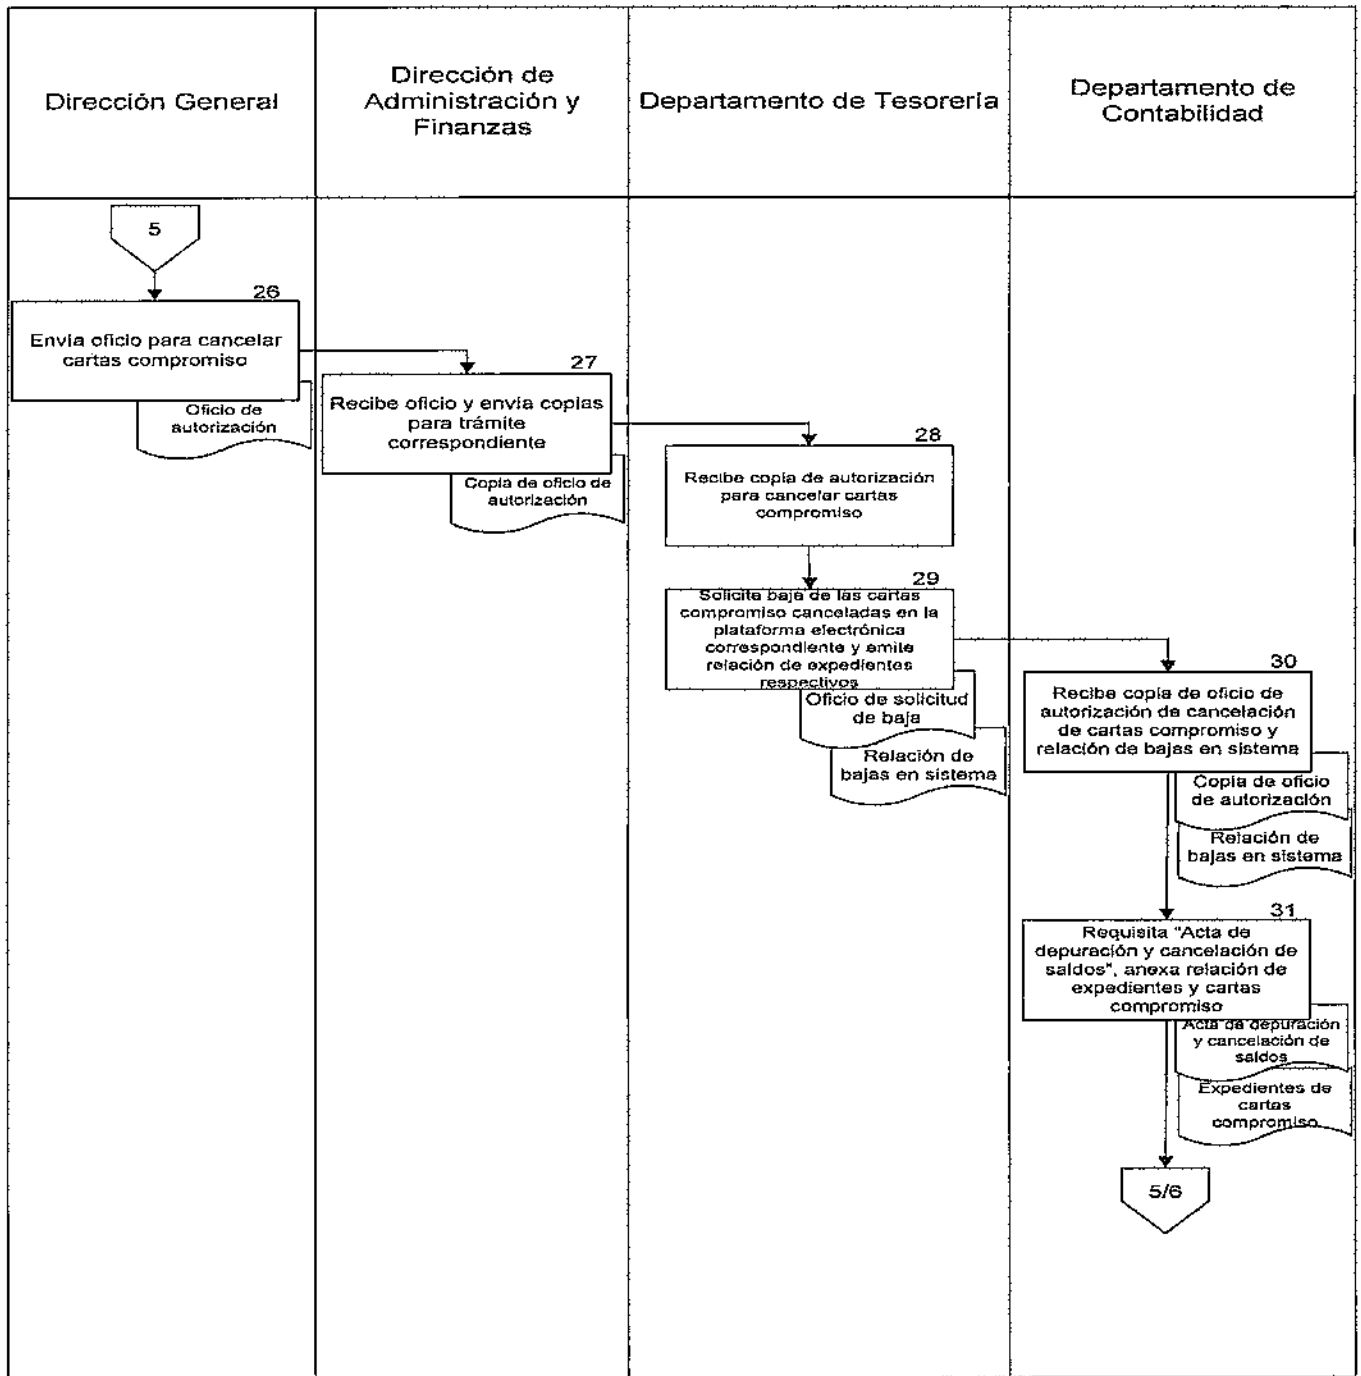 Dirección General
Dirección de
Administración y
Finanzas
Departamento de Tesorería
Departamento de
Contabilidad
5
26
Envía oficio para cancelar
cartas compromiso
Oficio de
autorización
27
Recibe oficio y envía copias
para trámite
correspondiente
Copia de oficio de
autorización
28
Recibe copia de autorización
para cancelar cartas
compromiso
29
Solicita baja de las cartas
compromiso canceladas en la
plataforma electrónica
correspondiente y emite
relación de expedientes
respectivos
Oficio de solicitud
de baja
Relación de
bajas en sistema
30
Recibe copia de oficio de
autorización de cancelación
de cartas compromiso y
relación de bajas en sistema
Copia de oficio
de autorización
Relación de
bajas en sistema
31
Requisita "Acta de
depuración y cancelación de
saldos", anexa relación de
expedientes y cartas
compromiso
Acta de depuración
y cancelación de
saldos
Expedientes de
cartas
compromiso
5/6